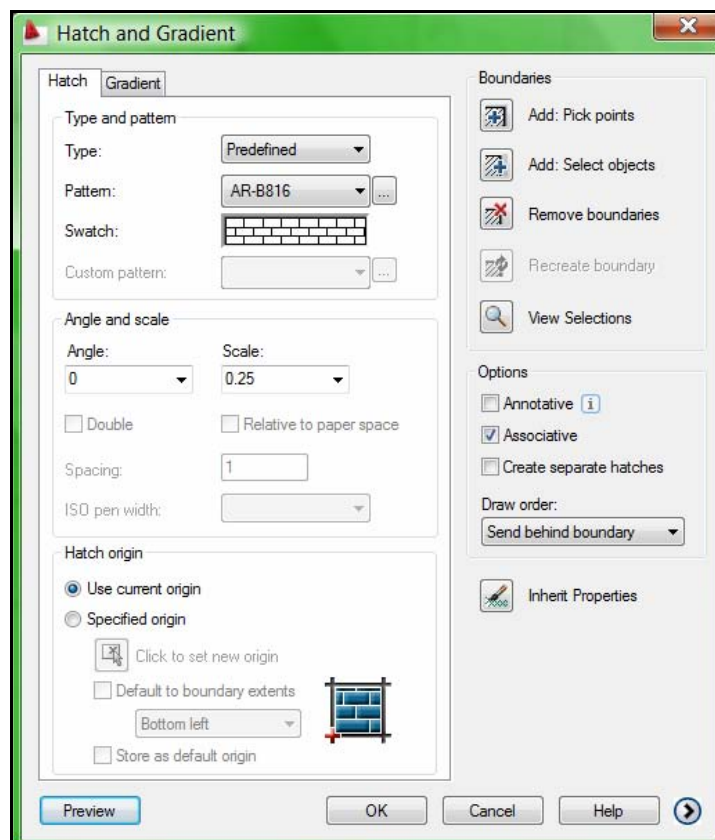 Hatch and Gradient
Hatch Gradient
Type and pattern
Type: Predefined
Pattern: AR-B816 ...
Swatch:
Custom pattern: ...
Angle and scale
Angle: Scale:
0 0.25
Double Relative to paper space
Spacing: 1
ISO pen width:
Hatch origin
Use current origin
Specified origin
Click to set new origin
Default to boundary extents
Bottom left
Store as default origin
Boundaries
Add: Pick points
Add: Select objects
Remove boundaries
Recreate boundary
View Selections
Options
Annotative i
Associative
Create separate hatches
Draw order:
Send behind boundary
Inherit Properties
Preview OK Cancel Help